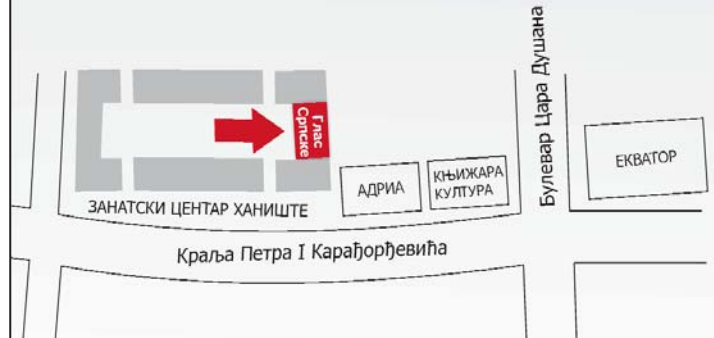 Булевар Цара Душана
Глас
Српске
ЕКВАТОР
АДРИА
КЊИЖАРА
КУЛТУРА
ЗАНАТСКИ ЦЕНТАР ХАНИШТЕ
Краља Петра I Карађорђевића